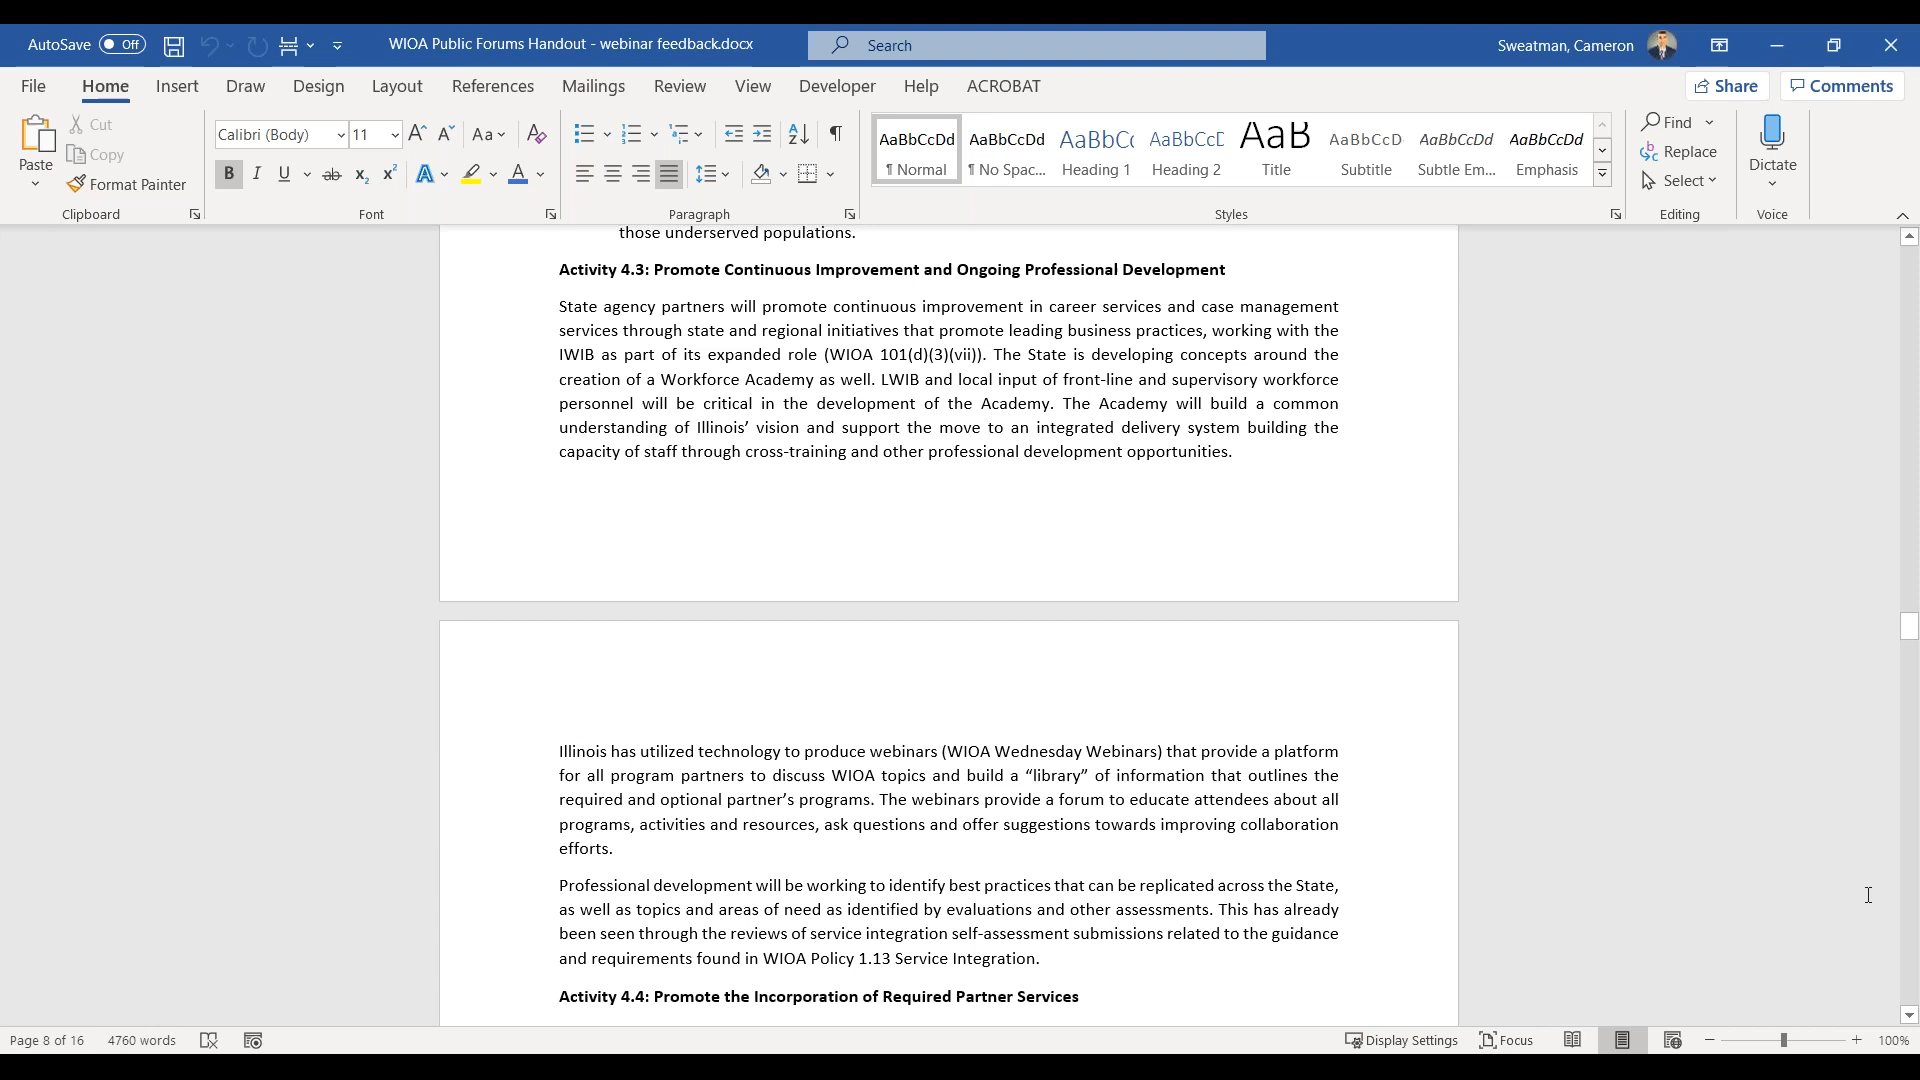 AutoSave Off WIOA Public Forums Handout - webinar feedback.docx Search Sweatman, Cameron
File Home Insert Draw Design Layout References Mailings Review View Developer Help ACROBAT Share Comments
Paste Cut Copy Format Painter Clipboard
Calibri (Body) 11 Aa Font
Paragraph
AaBbCcDd AaBbCcDd AaBbCc AaBbCcD AaB AaBbCcD AaBbCcDd AaBbCcDd
¶ Normal ¶ No Spac... Heading 1 Heading 2 Title Subtitle Subtle Em... Emphasis
Styles
Find Replace Select Editing
Dictate Voice
those underserved populations.
Activity 4.3: Promote Continuous Improvement and Ongoing Professional Development
State agency partners will promote continuous improvement in career services and case management
services through state and regional initiatives that promote leading business practices, working with the
IWIB as part of its expanded role (WIOA 101(d)(3)(vii)). The State is developing concepts around the
creation of a Workforce Academy as well. LWIB and local input of front-line and supervisory workforce
personnel will be critical in the development of the Academy. The Academy will build a common
understanding of Illinois’ vision and support the move to an integrated delivery system building the
capacity of staff through cross-training and other professional development opportunities.
Illinois has utilized technology to produce webinars (WIOA Wednesday Webinars) that provide a platform
for all program partners to discuss WIOA topics and build a “library” of information that outlines the
required and optional partner’s programs. The webinars provide a forum to educate attendees about all
programs, activities and resources, ask questions and offer suggestions towards improving collaboration
efforts.
Professional development will be working to identify best practices that can be replicated across the State,
as well as topics and areas of need as identified by evaluations and other assessments. This has already
been seen through the reviews of service integration self-assessment submissions related to the guidance
and requirements found in WIOA Policy 1.13 Service Integration.
Activity 4.4: Promote the Incorporation of Required Partner Services
Page 8 of 16 4760 words Display Settings Focus 100%